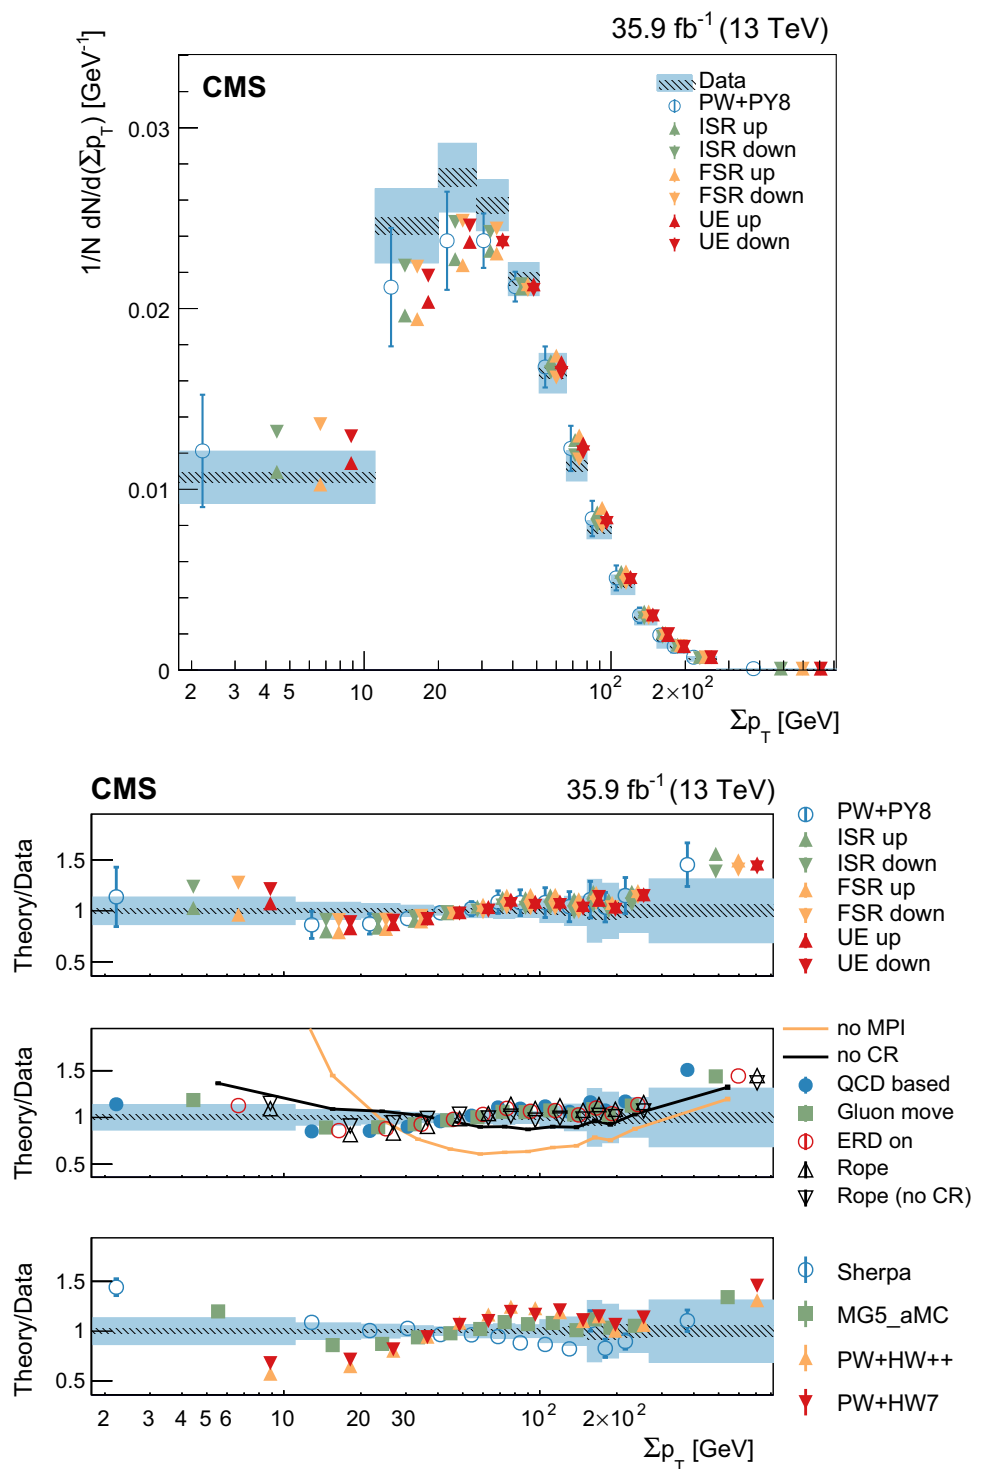 35.9 fb⁻¹ (13 TeV)
CMS
1/N dN/d(Σp_T) [GeV⁻¹]
Data
PW+PY8
ISR up
ISR down
FSR up
FSR down
UE up
UE down
0.03
0.02
0.01
0
2 3 4 5 10 20 10² 2×10²
Σp_T [GeV]
CMS 35.9 fb⁻¹ (13 TeV)
Theory/Data
1.5
1
0.5
PW+PY8
ISR up
ISR down
FSR up
FSR down
UE up
UE down
Theory/Data
1.5
1
0.5
no MPI
no CR
QCD based
Gluon move
ERD on
Rope
Rope (no CR)
Theory/Data
1.5
1
0.5
Sherpa
MG5_aMC
PW+HW++
PW+HW7
2 3 4 5 6 10 20 30 10² 2×10²
Σp_T [GeV]